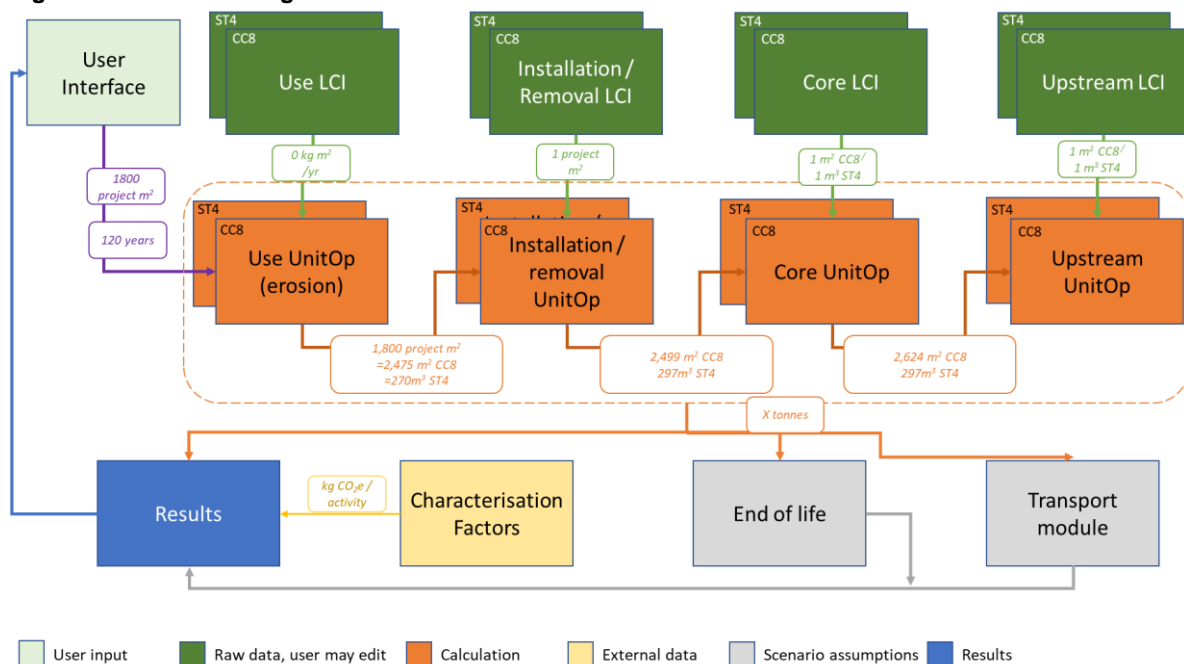 ST4
CC8
Use LCI
ST4
CC8
Installation /
Removal LCI
ST4
CC8
Core LCI
ST4
CC8
Upstream LCI
User
Interface
1800
project m²
120 years
0 kg m²
/yr
1 project
m²
1 m² CC8/
1 m³ ST4
1 m² CC8/
1 m³ ST4
ST4
CC8
Use UnitOp
(erosion)
ST4
CC8
Installation /
removal
UnitOp
ST4
CC8
Core UnitOp
ST4
CC8
Upstream
UnitOp
1,800 project m²
=2,475 m² CC8
=270m³ ST4
2,499 m² CC8
297m³ ST4
2,624 m² CC8
297m³ ST4
X tonnes
Results
kg CO₂e /
activity
Characterisation
Factors
End of life
Transport
module
User input
Raw data, user may edit
Calculation
External data
Scenario assumptions
Results